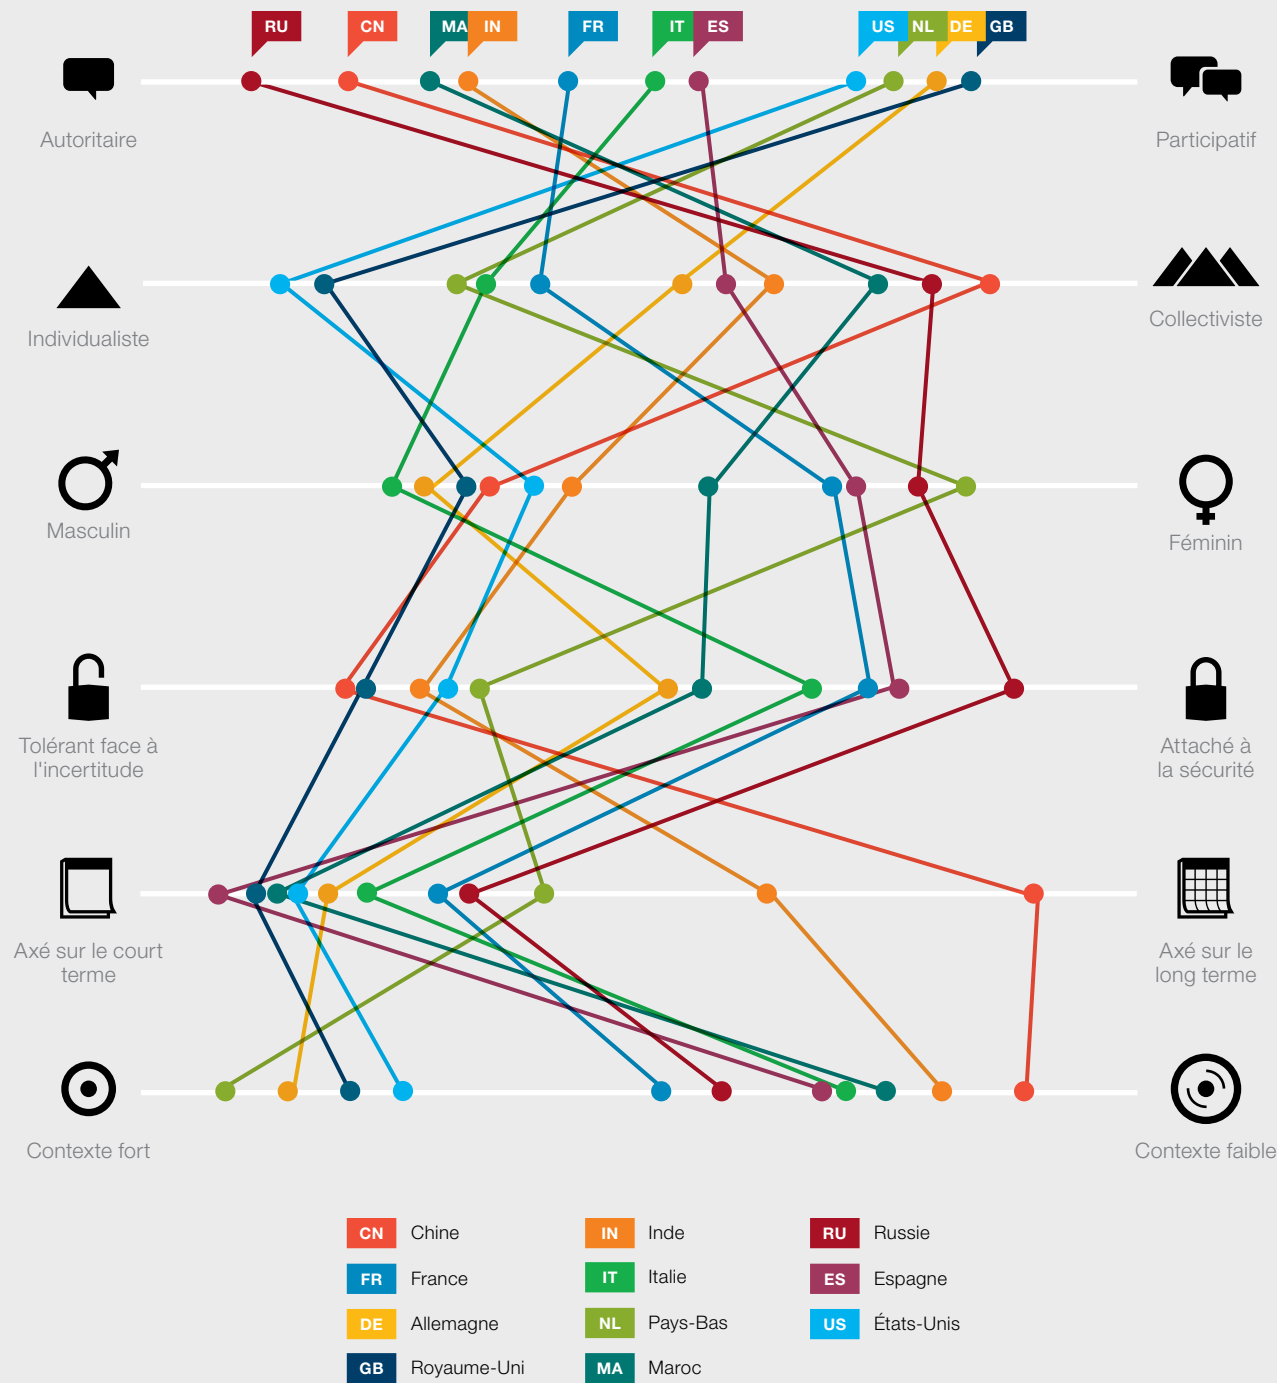 RU CN MA IN FR IT ES US NL DE GB
Autoritaire
Participatif
Individualiste
Collectiviste
Masculin
Féminin
Tolérant face à
l'incertitude
Attaché à
la sécurité
Axé sur le court
terme
Axé sur le
long terme
Contexte fort
Contexte faible
CN Chine
IN Inde
RU Russie
FR France
IT Italie
ES Espagne
DE Allemagne
NL Pays-Bas
US États-Unis
GB Royaume-Uni
MA Maroc